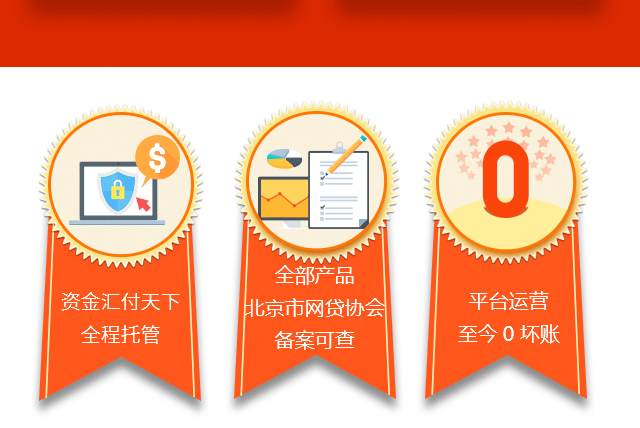 $
0
资金汇付天下
全程托管
全部产品
北京市网贷协会
备案可查
平台运营
至今 0 坏账